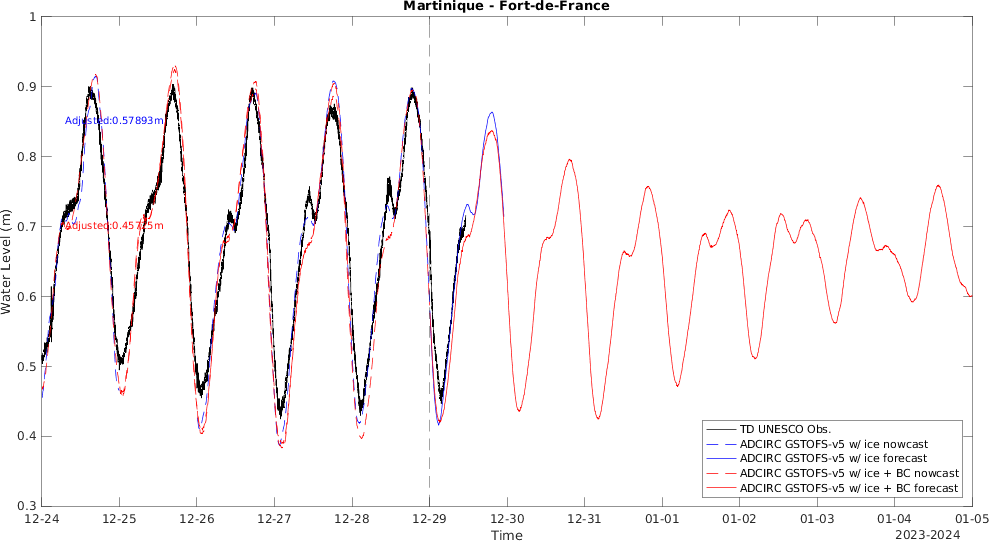 Martinique - Fort-de-France
1
0.9
0.8
0.7
0.6
0.5
0.4
0.3
Water Level (m)
Adjusted:0.57893m
Adjusted:0.45725m
TD UNESCO Obs.
ADCIRC GSTOFS-v5 w/ ice nowcast
ADCIRC GSTOFS-v5 w/ ice forecast
ADCIRC GSTOFS-v5 w/ ice + BC nowcast
ADCIRC GSTOFS-v5 w/ ice + BC forecast
12-24 12-25 12-26 12-27 12-28 12-29 12-30 12-31 01-01 01-02 01-03 01-04 01-05
Time
2023-2024